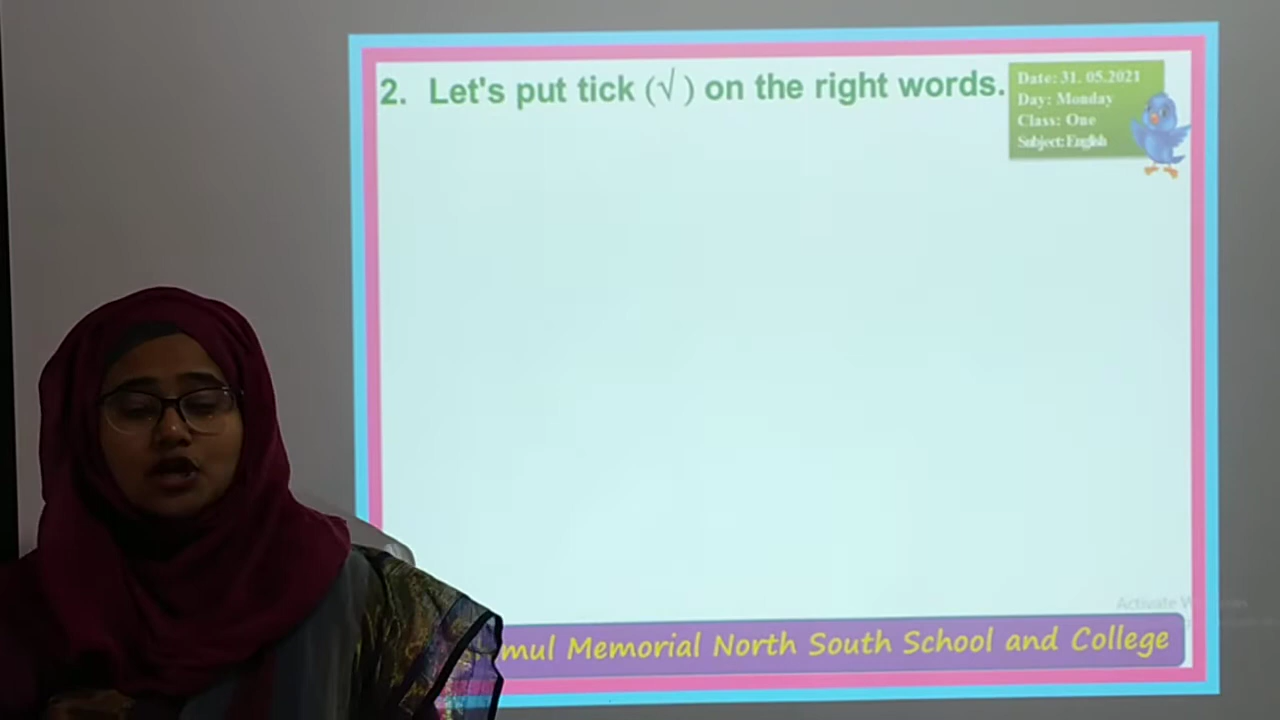 2. Let's put tick (√) on the right words.
Date: 31. 05.2021
Day: Monday
Class: One
Subject: English
Activate
mul Memorial North South School and College